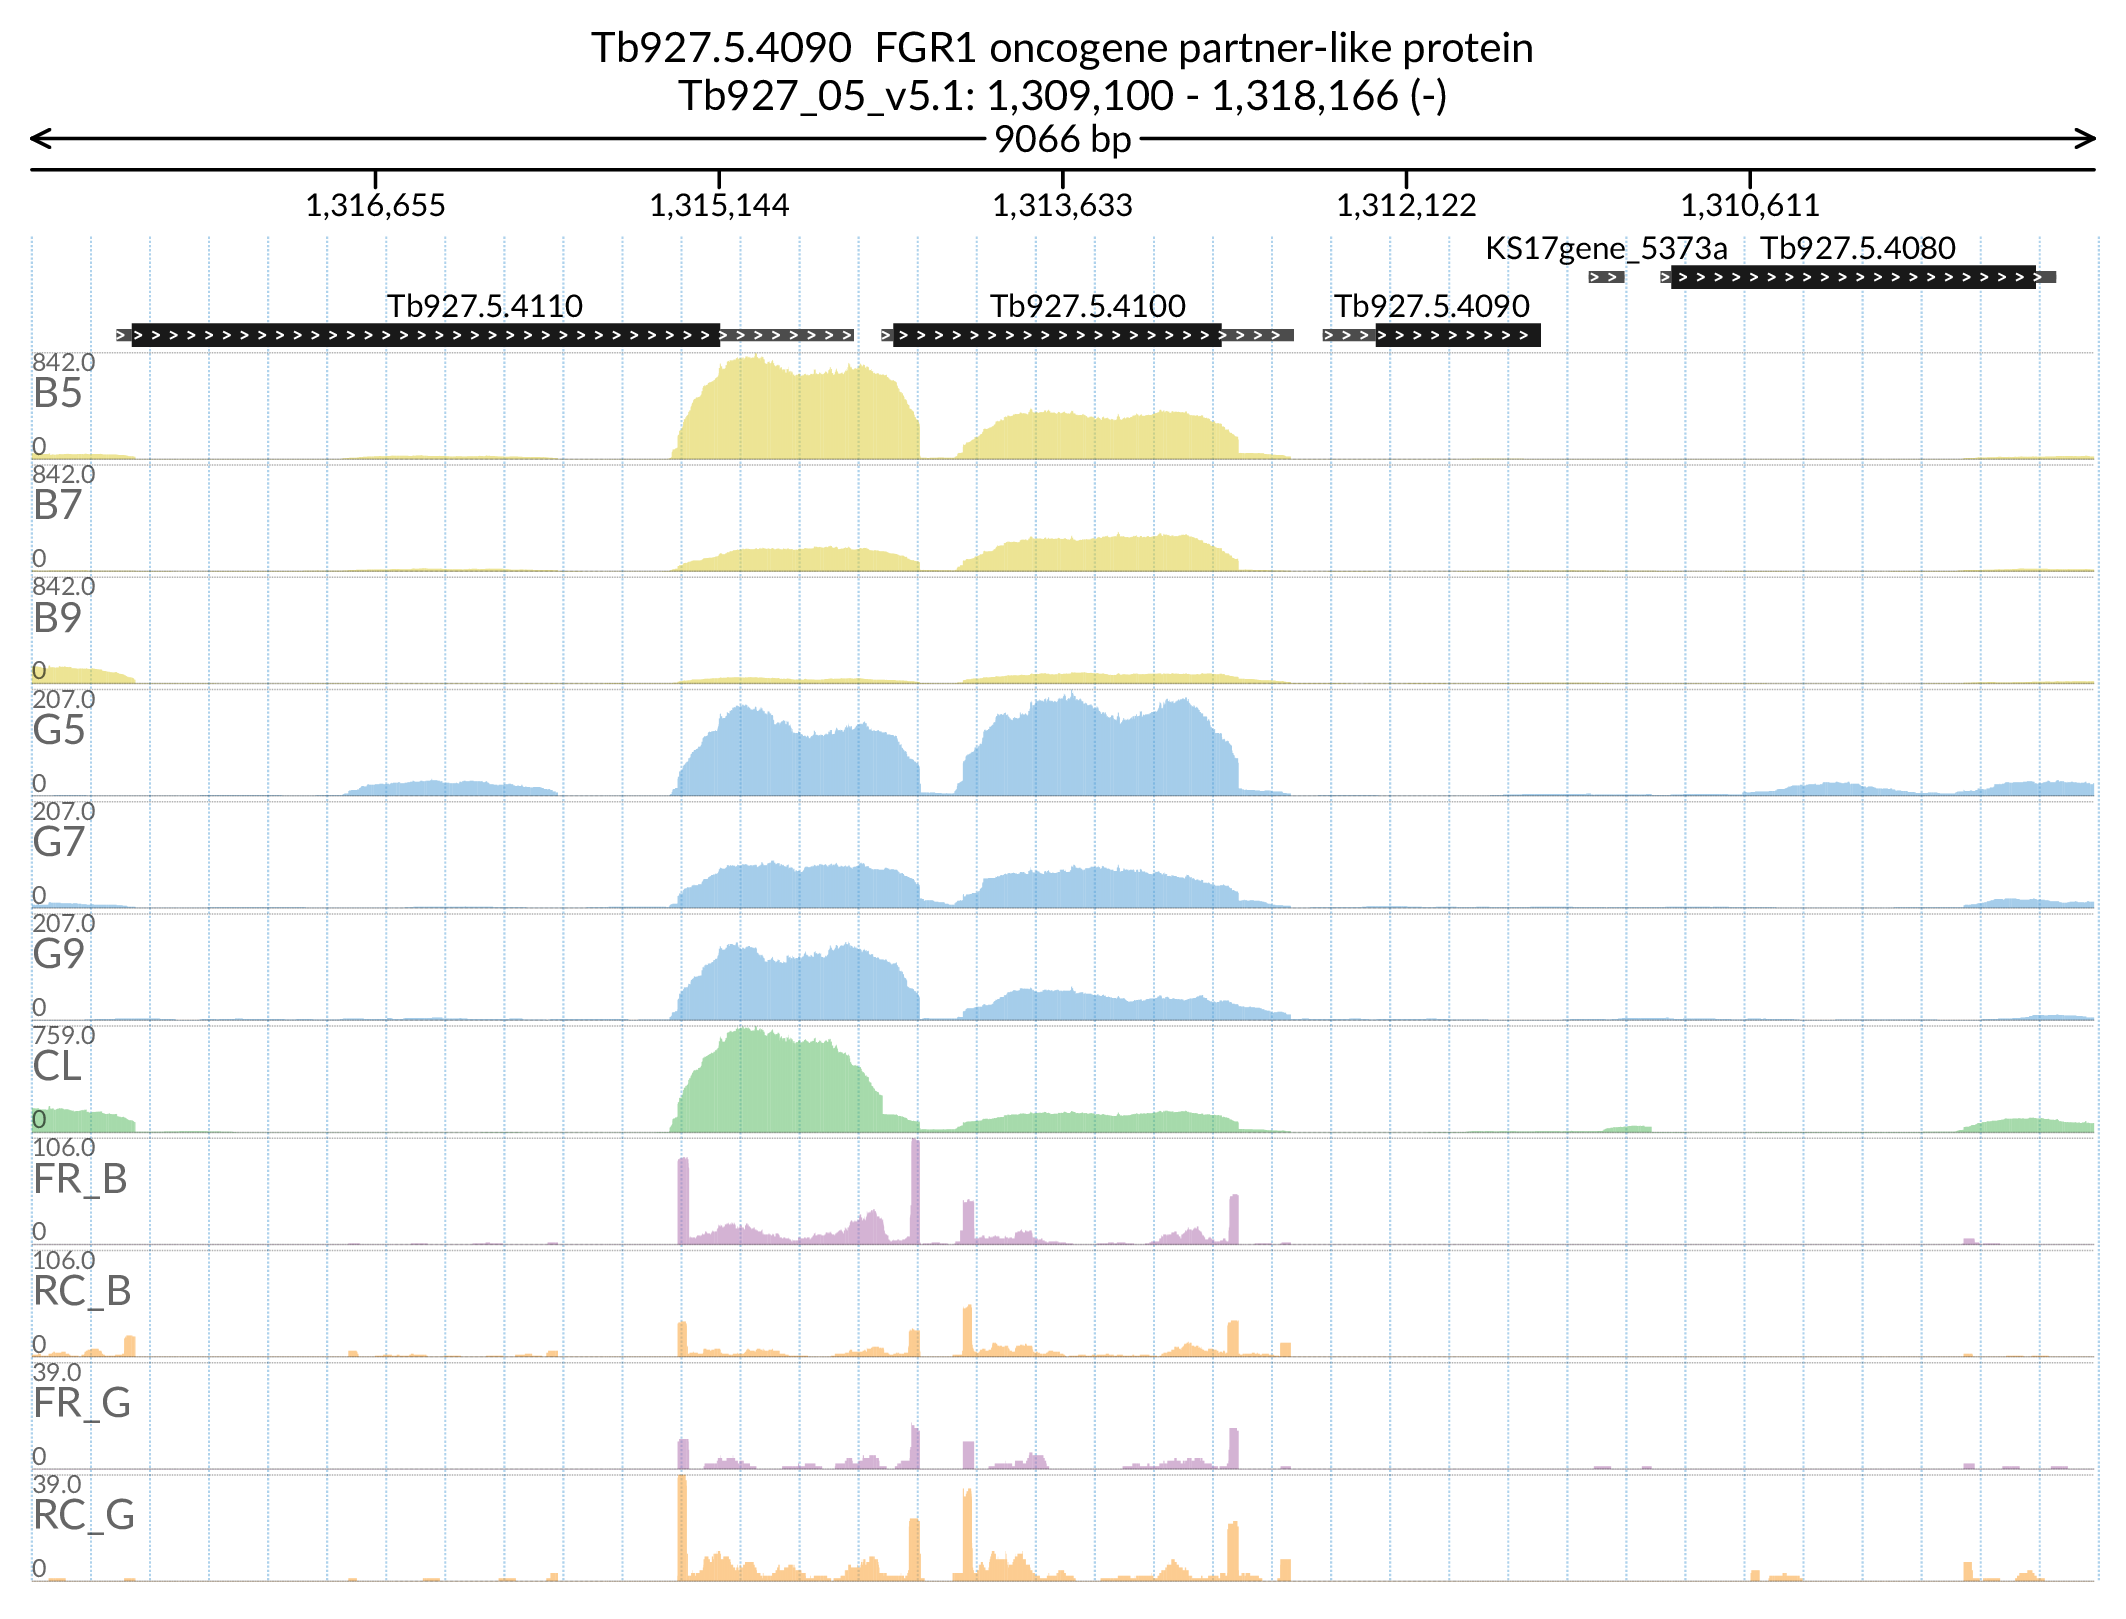 Tb927.5.4090  FGR1 oncogene partner-like protein
Tb927_05_v5.1: 1,309,100 - 1,318,166 (-)
9066 bp
1,316,655 1,315,144 1,313,633 1,312,122 1,310,611
KS17gene_5373a Tb927.5.4080
Tb927.5.4110 Tb927.5.4100 Tb927.5.4090
842.0
B5
0
842.0
B7
0
842.0
B9
0
207.0
G5
0
207.0
G7
0
207.0
G9
0
759.0
CL
0
106.0
FR_B
0
106.0
RC_B
0
39.0
FR_G
0
39.0
RC_G
0